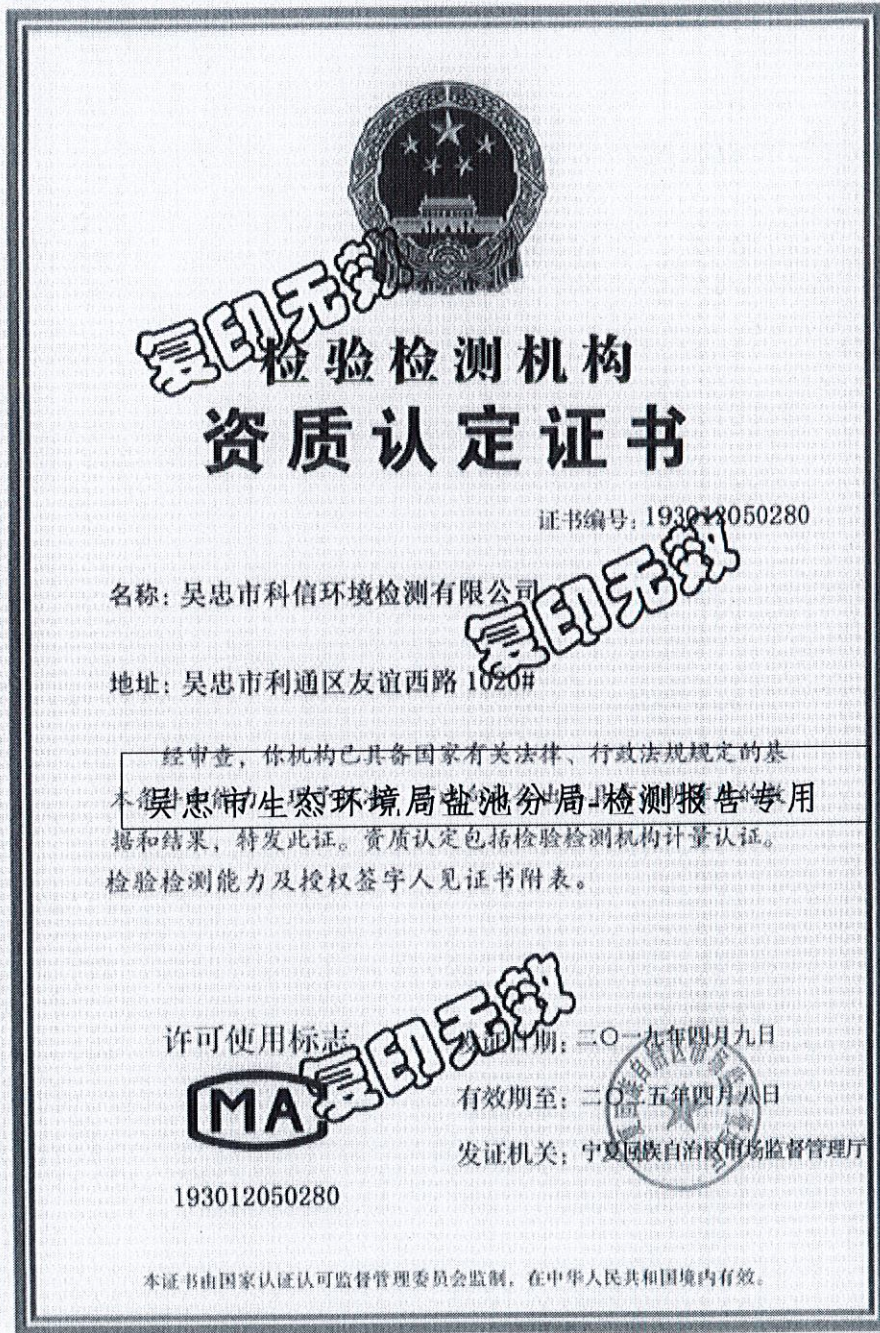 复印无效
检验检测机构
资质认定证书
证书编号：193012050280
名称：吴忠市科信环境检测有限公司
复印无效
地址：吴忠市利通区友谊西路 1020#
经审查，你机构已具备国家有关法律、行政法规规定的基
吴忠市生态环境局盐池分局-检测报告专用
据和结果，特发此证。资质认定包括检验检测机构计量认证。
检验检测能力及授权签字人见证书附表。
复印无效
许可使用标志
发证日期：二〇一九年四月九日
MA
有效期至：二〇二五年四月八日
发证机关：宁夏回族自治区市场监督管理厅
193012050280
本证书由国家认证认可监督管理委员会监制，在中华人民共和国境内有效。